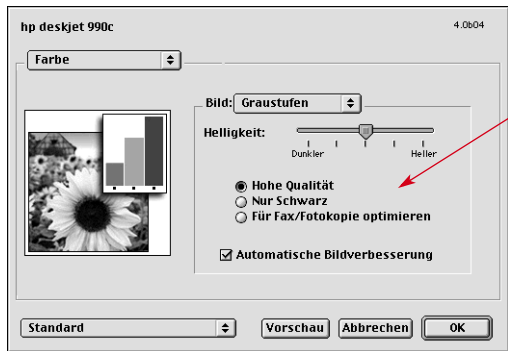 hp deskjet 990c
4.0b04
Farbe
Bild: Graustufen
Helligkeit:
Dunkler Heller
Hohe Qualität
Nur Schwarz
Für Fax/Fotokopie optimieren
Automatische Bildverbesserung
Standard Vorschau Abbrechen OK